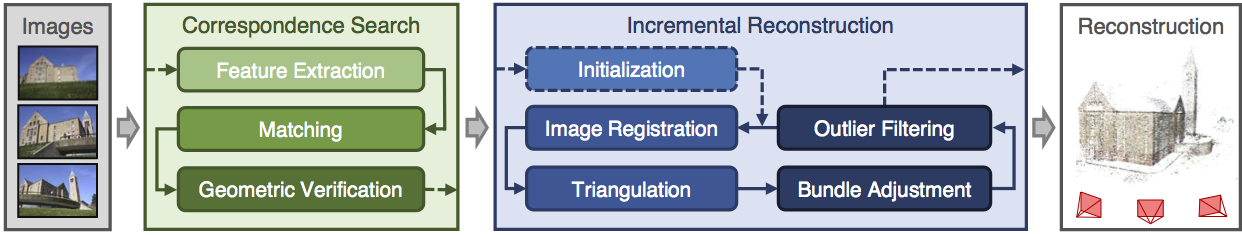 Images
Correspondence Search
Feature Extraction
Matching
Geometric Verification
Incremental Reconstruction
Initialization
Image Registration
Outlier Filtering
Triangulation
Bundle Adjustment
Reconstruction